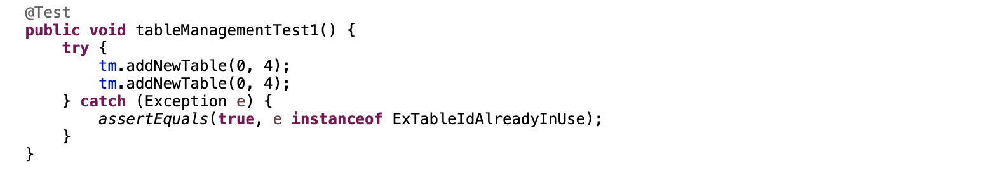 @Test
public void tableManagementTest1() {
    try {
        tm.addNewTable(0, 4);
        tm.addNewTable(0, 4);
    } catch (Exception e) {
        assertEquals(true, e instanceof ExTableIdAlreadyInUse);
    }
}